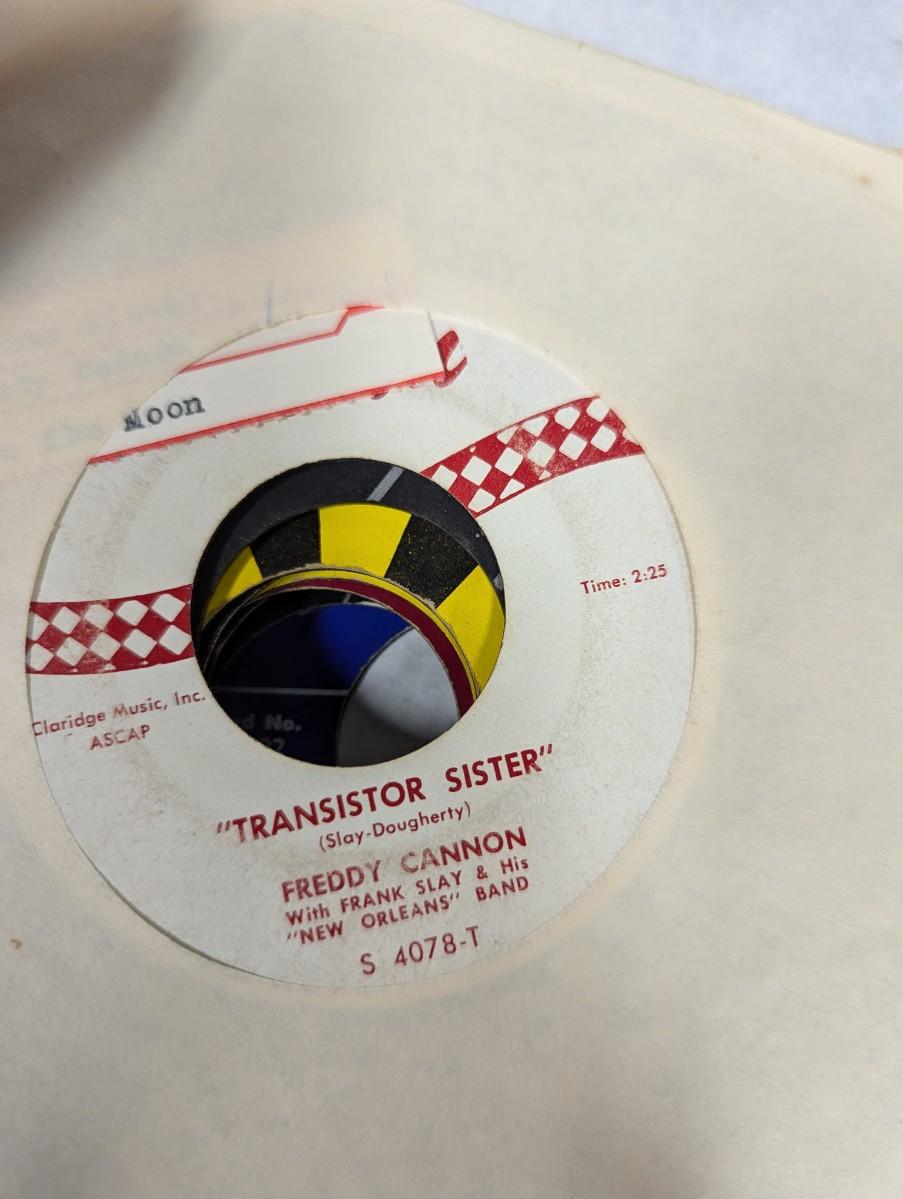 Moon
Time: 2:25
Claridge Music, Inc.
ASCAP
"TRANSISTOR SISTER"
(Slay-Dougherty)
FREDDY CANNON
With FRANK SLAY & His
"NEW ORLEANS" BAND
S 4078-T
No.